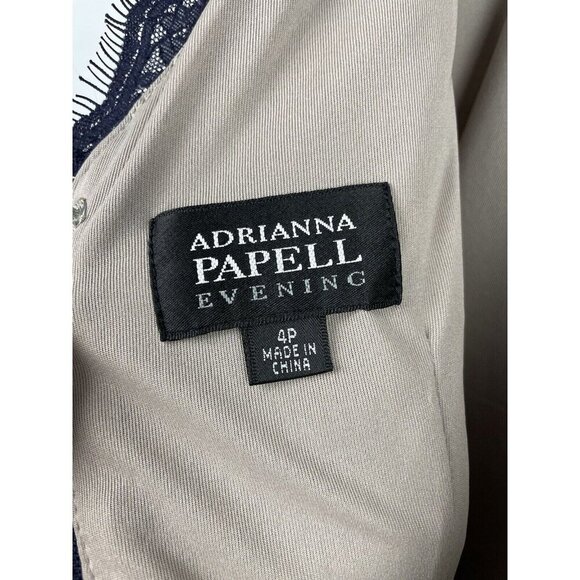 ADRIANNA
PAPELL
EVENING
4P
MADE IN
CHINA